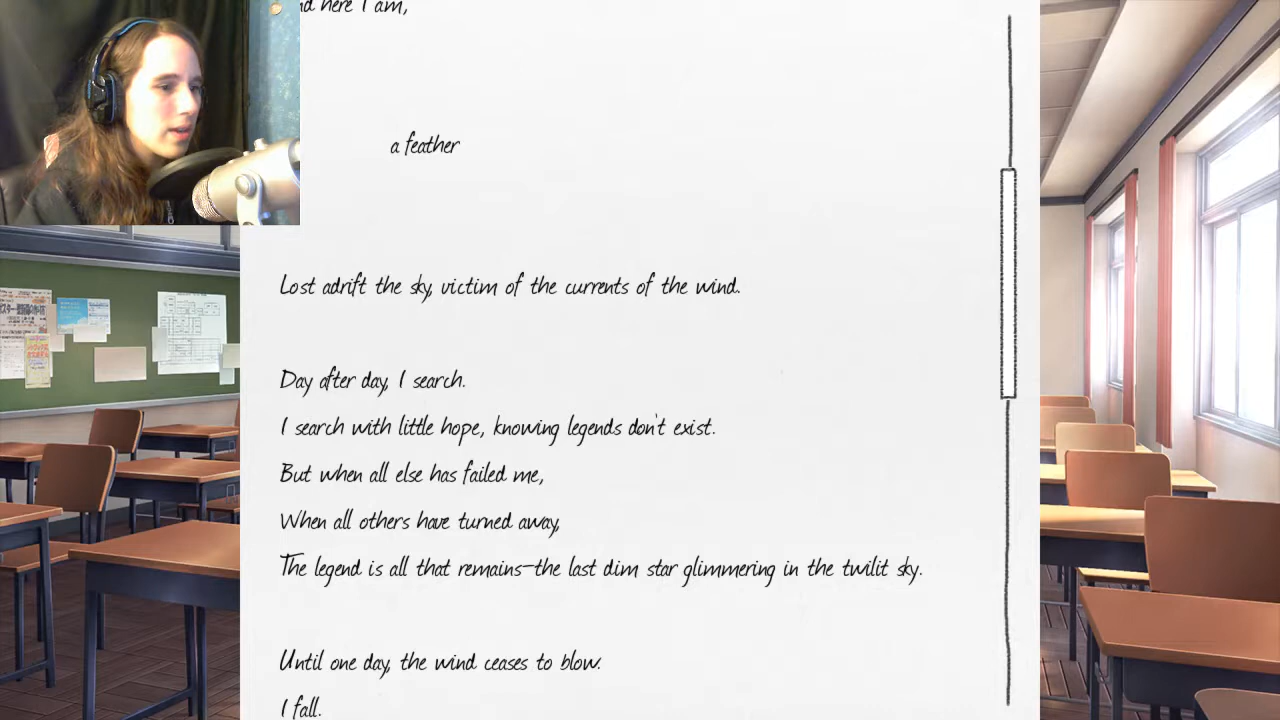 nd here I am,
a feather
Lost adrift the sky, victim of the currents of the wind.
Day after day, I search.
I search with little hope, knowing legends don't exist.
But when all else has failed me,
When all others have turned away,
The legend is all that remains—the last dim star glimmering in the twilit sky.
Until one day, the wind ceases to blow.
I fall.